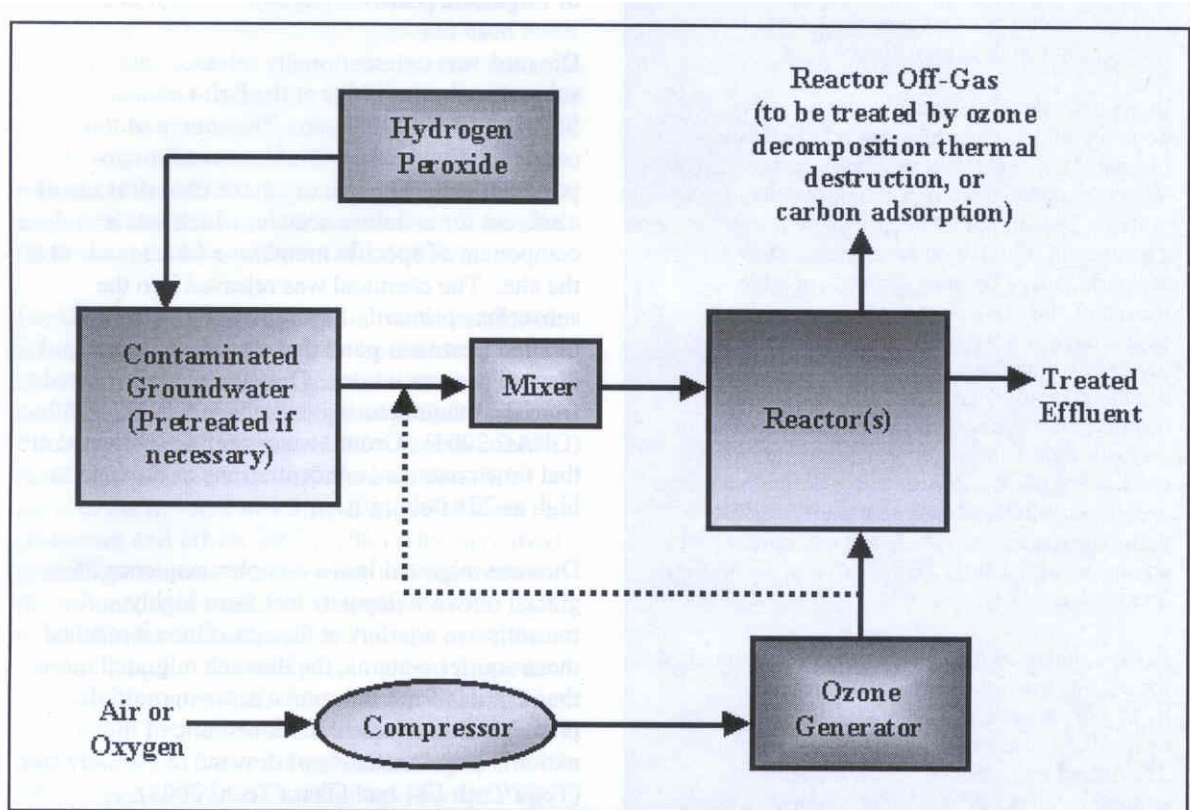 Hydrogen
Peroxide
Reactor Off-Gas
(to be treated by ozone
decomposition thermal
destruction, or
carbon adsorption)
Contaminated
Groundwater
(Pretreated if
necessary)
Mixer
Reactor(s)
Treated
Effluent
Air or
Oxygen
Compressor
Ozone
Generator